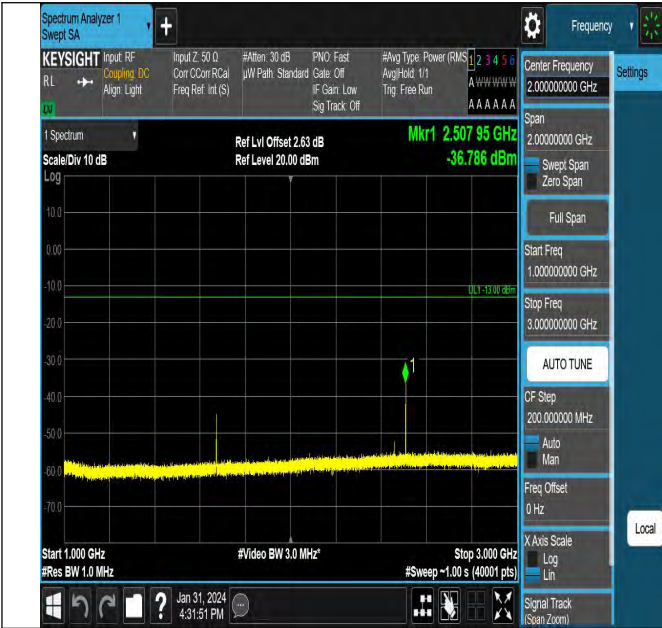 Spectrum Analyzer 1
Swept SA
Frequency
Settings
KEYSIGHT
RL
Input: RF
Coupling: DC
Align: Light
Input Z: 50 Ω
Corr CCorr RCal
Freq Ref: Int (S)
#Atten: 30 dB
µW Path: Standard
PNO: Fast
Gate: Off
IF Gain: Low
Sig Track: Off
#Avg Type: Power (RMS
Avg|Hold: 1/1
Trig: Free Run
1 2 3 4 5 6
A W W W W W
A A A A A A
1 Spectrum
Scale/Div 10 dB
Log
Ref Lvl Offset 2.63 dB
Ref Level 20.00 dBm
Mkr1 2.507 95 GHz
-36.786 dBm
10.0
0.00
-10.0
-20.0
-30.0
-40.0
-50.0
-60.0
-70.0
DL1 -13.00 dBm
1
Start 1.000 GHz
#Res BW 1.0 MHz
#Video BW 3.0 MHz*
Stop 3.000 GHz
#Sweep ~1.00 s (40001 pts)
Jan 31, 2024
4:31:51 PM
Center Frequency
2.000000000 GHz
Span
2.00000000 GHz
Swept Span
Zero Span
Full Span
Start Freq
1.000000000 GHz
Stop Freq
3.000000000 GHz
AUTO TUNE
CF Step
200.000000 MHz
Auto
Man
Freq Offset
0 Hz
X Axis Scale
Log
Lin
Signal Track
(Span Zoom)
Local